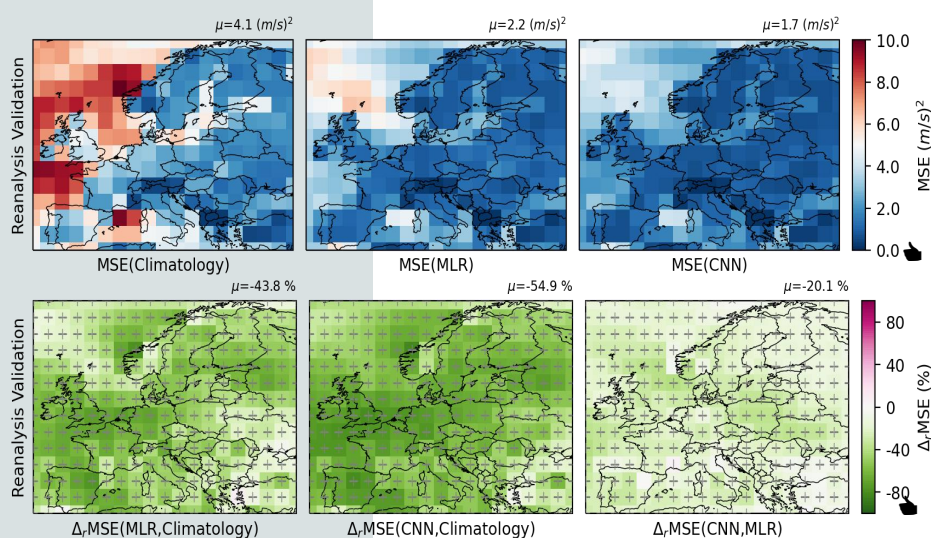 μ=4.1 (m/s)²
μ=2.2 (m/s)²
μ=1.7 (m/s)²
Reanalysis Validation
10.0
8.0
6.0
4.0
2.0
0.0
MSE (m/s)²
MSE(Climatology)
MSE(MLR)
MSE(CNN)
μ=-43.8 %
μ=-54.9 %
μ=-20.1 %
Reanalysis Validation
80
40
0
-40
-80
ΔᵣMSE (%)
ΔᵣMSE(MLR,Climatology)
ΔᵣMSE(CNN,Climatology)
ΔᵣMSE(CNN,MLR)